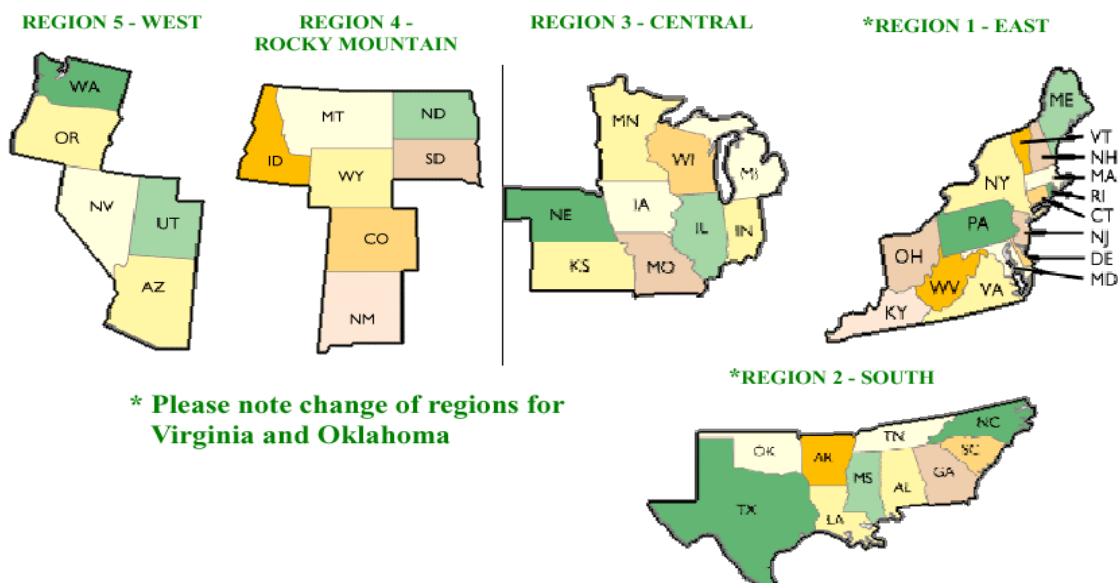 REGION 5 - WEST
REGION 4 -
ROCKY MOUNTAIN
REGION 3 - CENTRAL
*REGION 1 - EAST
WA
OR
NV
UT
AZ
MT
ND
ID
SD
WY
CO
NM
MN
WI
MI
IA
NE
IL
IN
KS
MO
ME
VT
NH
MA
RI
CT
NJ
DE
MD
NY
PA
OH
WV
VA
KY
*REGION 2 - SOUTH
* Please note change of regions for
Virginia and Oklahoma
NC
TN
OK
AR
SC
GA
MS
AL
TX
LA